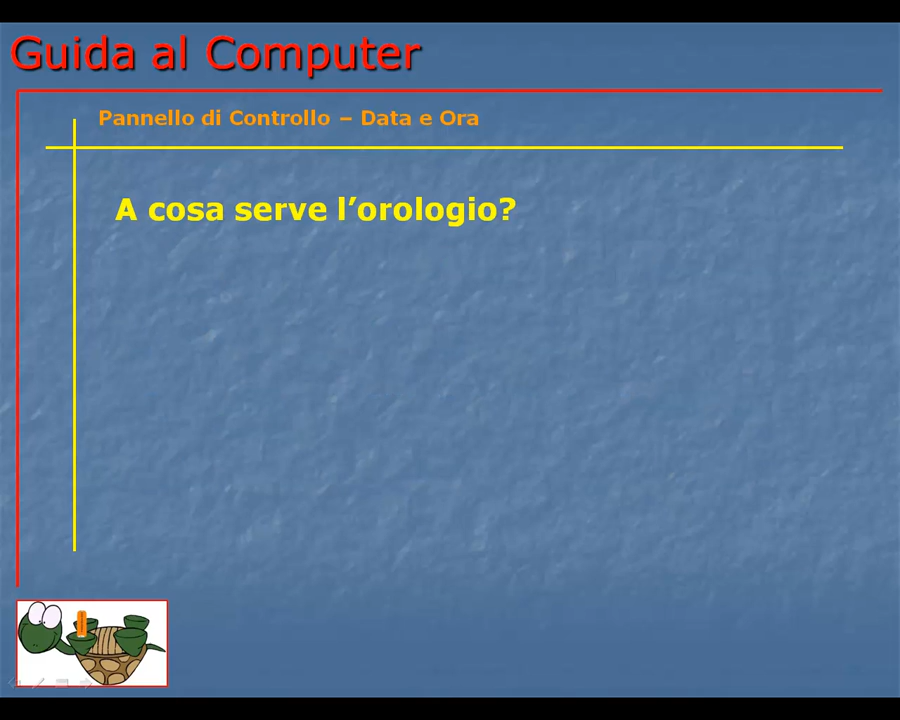 Guida al Computer
Pannello di Controllo – Data e Ora
A cosa serve l’orologio?